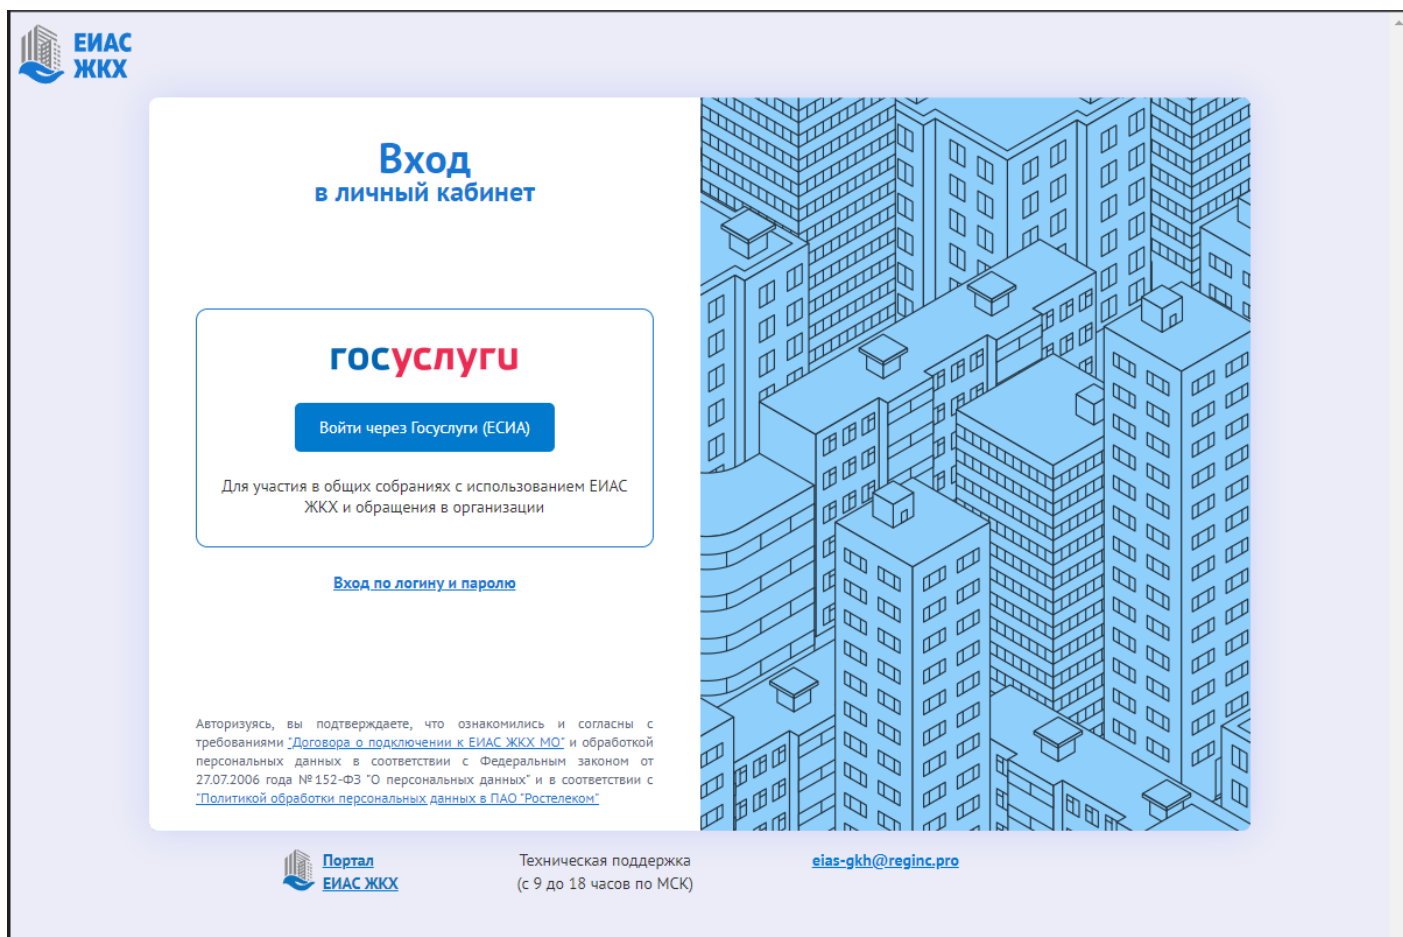 ЕИАС
ЖКХ
Вход
в личный кабинет
госуслуги
Войти через Госуслуги (ЕСИА)
Для участия в общих собраниях с использованием ЕИАС
ЖКХ и обращения в организации
Вход по логину и паролю
Авторизуясь, вы подтверждаете, что ознакомились и согласны с
требованиями "Договора о подключении к ЕИАС ЖКХ МО" и обработкой
персональных данных в соответствии с Федеральным законом от
27.07.2006 года №152-ФЗ "О персональных данных" и в соответствии с
"Политикой обработки персональных данных в ПАО "Ростелеком"
Портал
ЕИАС ЖКХ
Техническая поддержка
(с 9 до 18 часов по МСК)
eias-gkh@reginc.pro